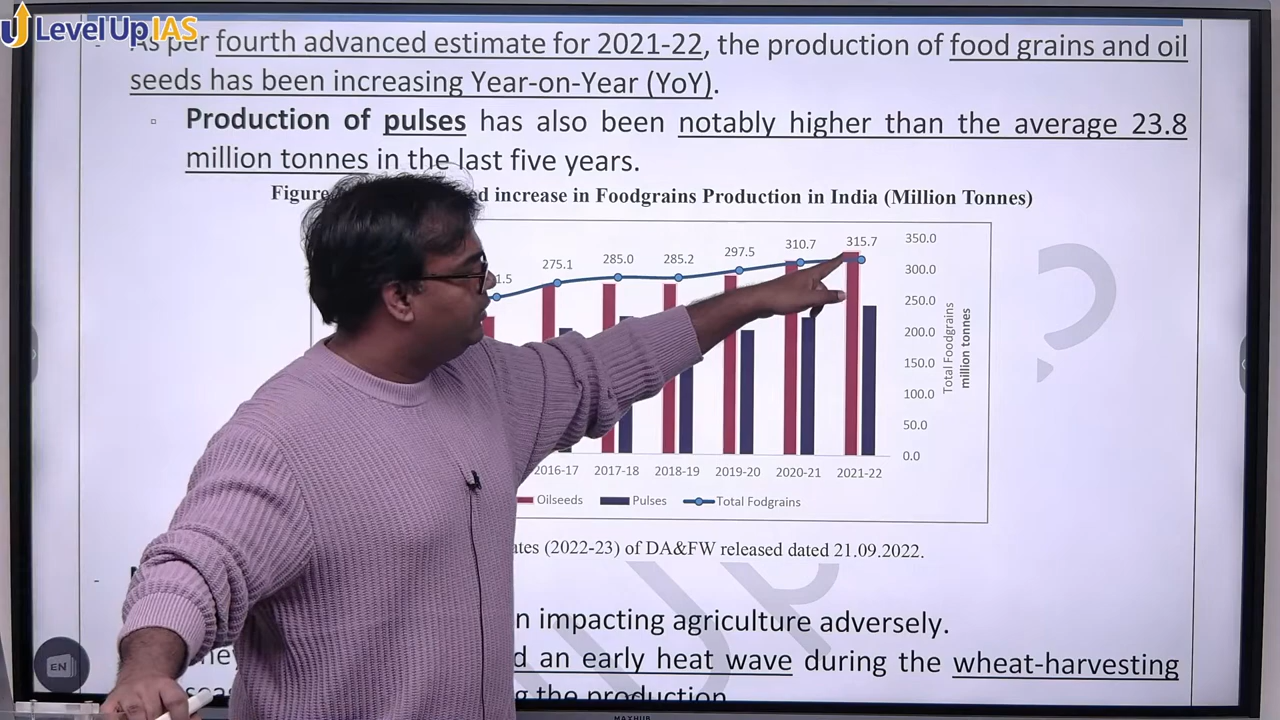 Level Up IAS
As per fourth advanced estimate for 2021-22, the production of food grains and oil
seeds has been increasing Year-on-Year (YoY).
Production of pulses has also been notably higher than the average 23.8
million tonnes in the last five years.
increase in Foodgrains Production in India (Million Tonnes)
275.1 285.0 285.2 297.5 310.7 315.7
350.0
300.0
250.0
200.0
150.0
100.0
50.0
0.0
Total Foodgrains
million tonnes
2016-17 2017-18 2018-19 2019-20 2020-21 2021-22
Oilseeds Pulses Total Fodgrains
(2022-23) of DA&FW released dated 21.09.2022.
impacting agriculture adversely.
an early heat wave during the wheat-harvesting
the production
EN
MAXHUB